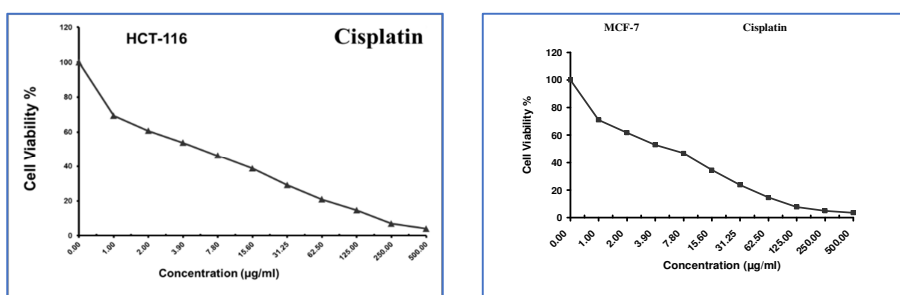 HCT-116 Cisplatin
Cell Viability %
120
100
80
60
40
20
0
0.00 1.00 2.00 3.90 7.80 15.60 31.25 62.50 125.00 250.00 500.00
Concentration (µg/ml)
MCF-7 Cisplatin
Cell Viability %
120
100
80
60
40
20
0
0.00 1.00 2.00 3.90 7.80 15.60 31.25 62.50 125.00 250.00 500.00
Concentration (µg/ml)